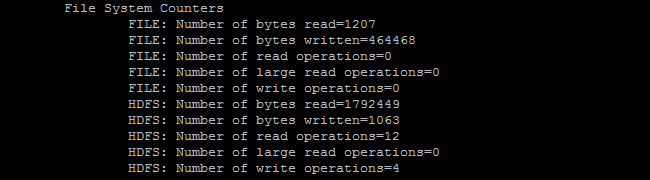 File System Counters
FILE: Number of bytes read=1207
FILE: Number of bytes written=464468
FILE: Number of read operations=0
FILE: Number of large read operations=0
FILE: Number of write operations=0
HDFS: Number of bytes read=1792449
HDFS: Number of bytes written=1063
HDFS: Number of read operations=12
HDFS: Number of large read operations=0
HDFS: Number of write operations=4